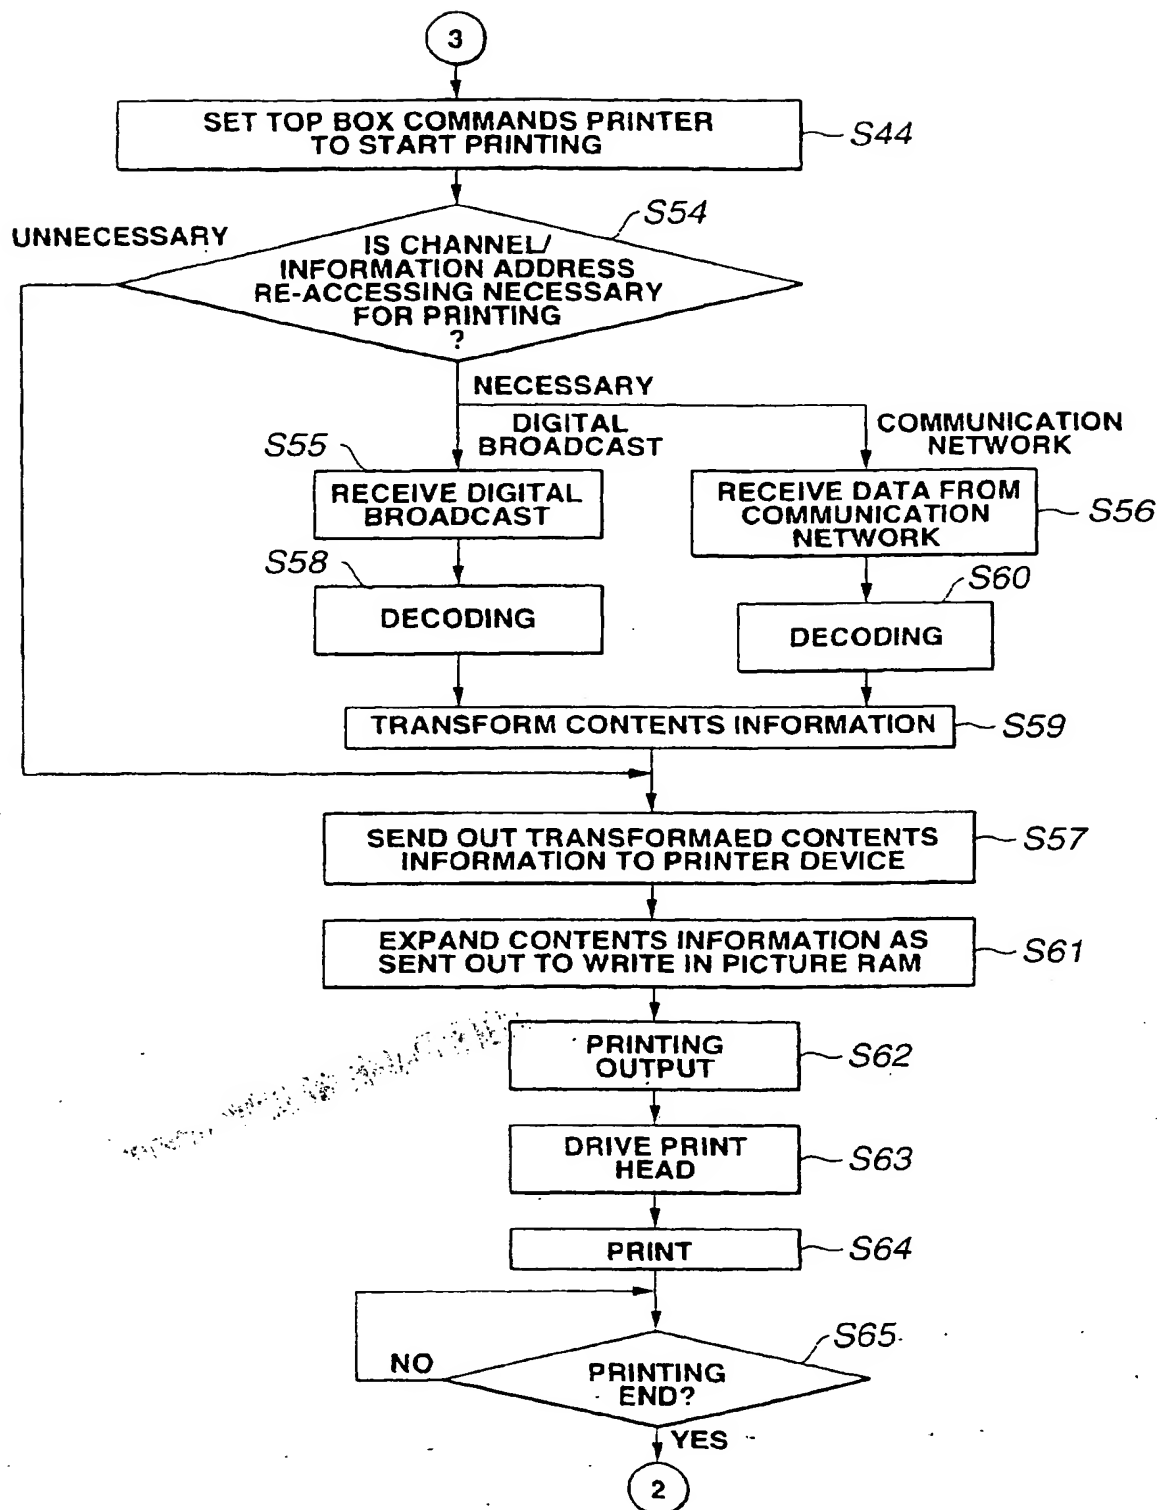 3
SET TOP BOX COMMANDS PRINTER
TO START PRINTING
S44
S54
UNNECESSARY
IS CHANNEL/
INFORMATION ADDRESS
RE-ACCESSING NECESSARY
FOR PRINTING
?
NECESSARY
DIGITAL
BROADCAST
COMMUNICATION
NETWORK
S55
RECEIVE DIGITAL
BROADCAST
RECEIVE DATA FROM
COMMUNICATION
NETWORK
S56
S58
DECODING
S60
DECODING
TRANSFORM CONTENTS INFORMATION
S59
SEND OUT TRANSFORMAED CONTENTS
INFORMATION TO PRINTER DEVICE
S57
EXPAND CONTENTS INFORMATION AS
SENT OUT TO WRITE IN PICTURE RAM
S61
PRINTING
OUTPUT
S62
DRIVE PRINT
HEAD
S63
PRINT
S64
S65
NO
PRINTING
END?
YES
2